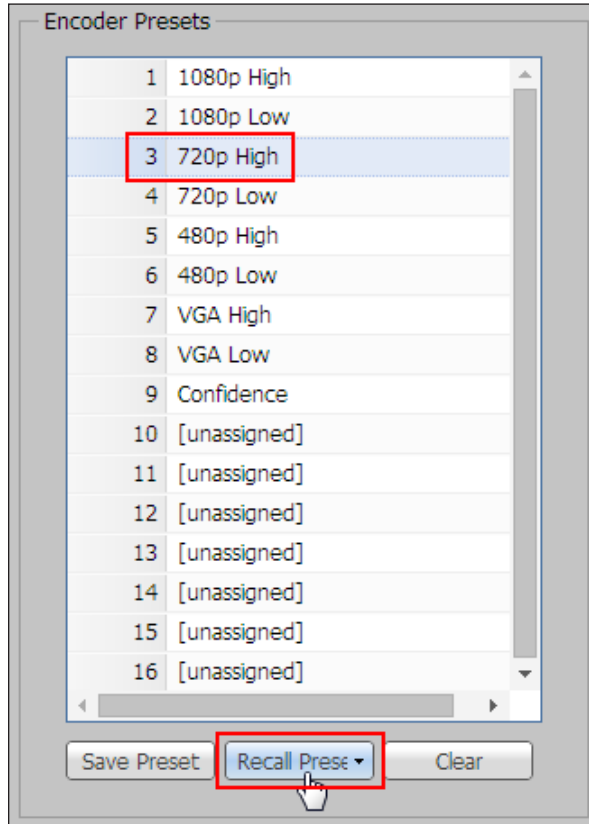 Encoder Presets
1 1080p High
2 1080p Low
3 720p High
4 720p Low
5 480p High
6 480p Low
7 VGA High
8 VGA Low
9 Confidence
10 [unassigned]
11 [unassigned]
12 [unassigned]
13 [unassigned]
14 [unassigned]
15 [unassigned]
16 [unassigned]
Save Preset Recall Prese Clear